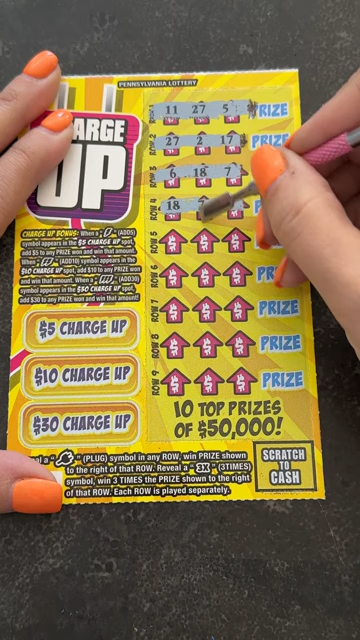 PENNSYLVANIA LOTTERY
ARGE
UP
CHARGE UP BONUS: When a " " (ADD5)
symbol appears in the $5 CHARGE UP spot,
add $5 to any PRIZE won and win that amount.
When a " " (ADD10) symbol appears in the
$10 CHARGE UP spot, add $10 to any PRIZE won
and win that amount! When a " " (ADD30)
symbol appears in the $30 CHARGE UP spot,
add $30 to any PRIZE won and win that amount!
$5 CHARGE UP
$10 CHARGE UP
$30 CHARGE UP
11 27 5 PRIZE
ROW 2 27 2 17 PRIZE
ROW 3 6 18 7
ROW 4 18
ROW 5
ROW 6 PR
ROW 7 PRIZE
ROW 8 PRIZE
ROW 9 PRIZE
10 TOP PRIZES
OF $50,000!
al a " " (PLUG) symbol in any ROW, win PRIZE shown
to the right of that ROW. Reveal a "3X" (3TIMES)
symbol, win 3 TIMES the PRIZE shown to the right
of that ROW. Each ROW is played separately.
SCRATCH
TO
CASH